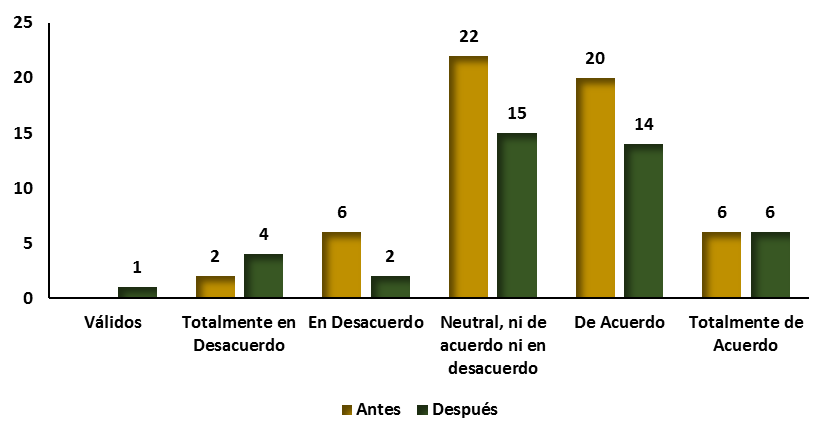 25
20
15
10
5
0
1
2
4
6
2
22
15
20
14
6
6
Válidos
Totalmente en
Desacuerdo
En Desacuerdo
Neutral, ni de
acuerdo ni en
desacuerdo
De Acuerdo
Totalmente de
Acuerdo
Antes Después